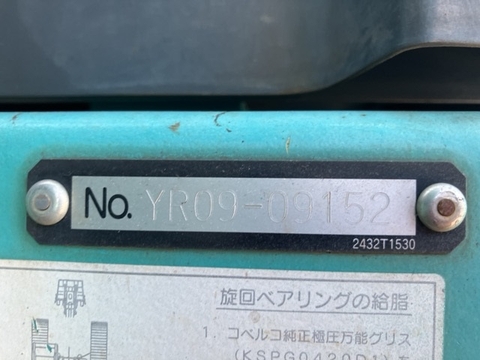 No. YR09-09152
2432T1530
旋回ベアリングの給脂
1. コベルコ純正極圧万能グリス